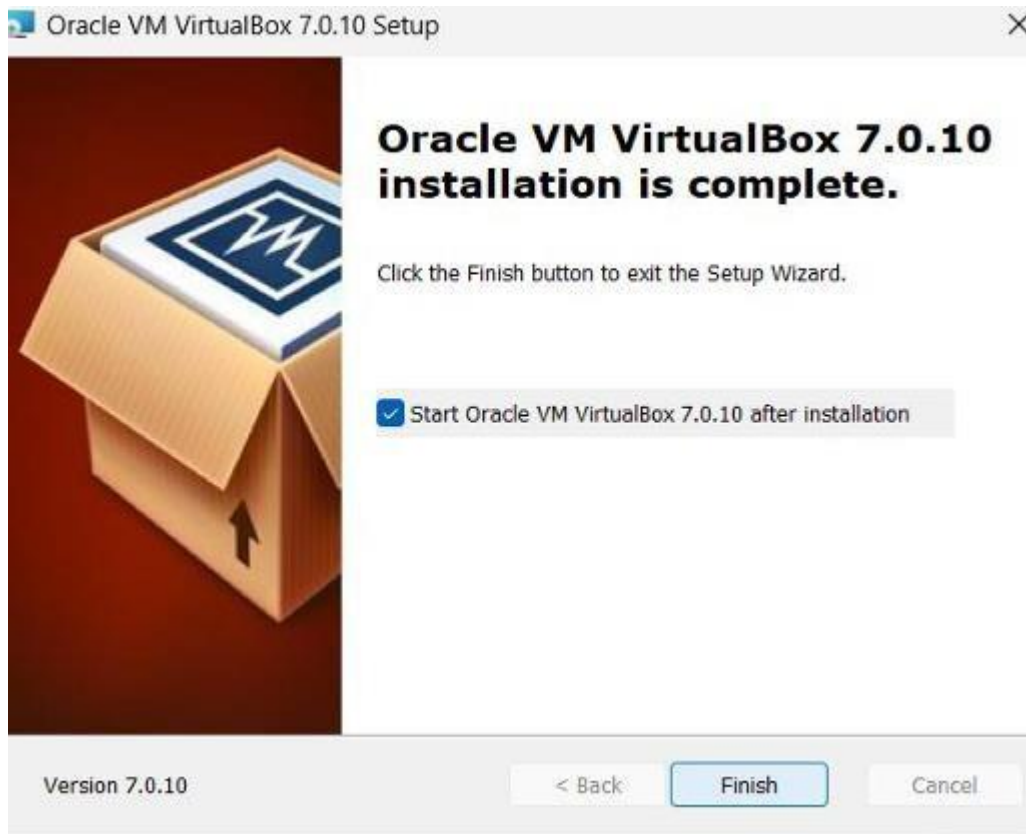 Oracle VM VirtualBox 7.0.10 Setup
Oracle VM VirtualBox 7.0.10
installation is complete.
Click the Finish button to exit the Setup Wizard.
Start Oracle VM VirtualBox 7.0.10 after installation
Version 7.0.10
< Back
Finish
Cancel